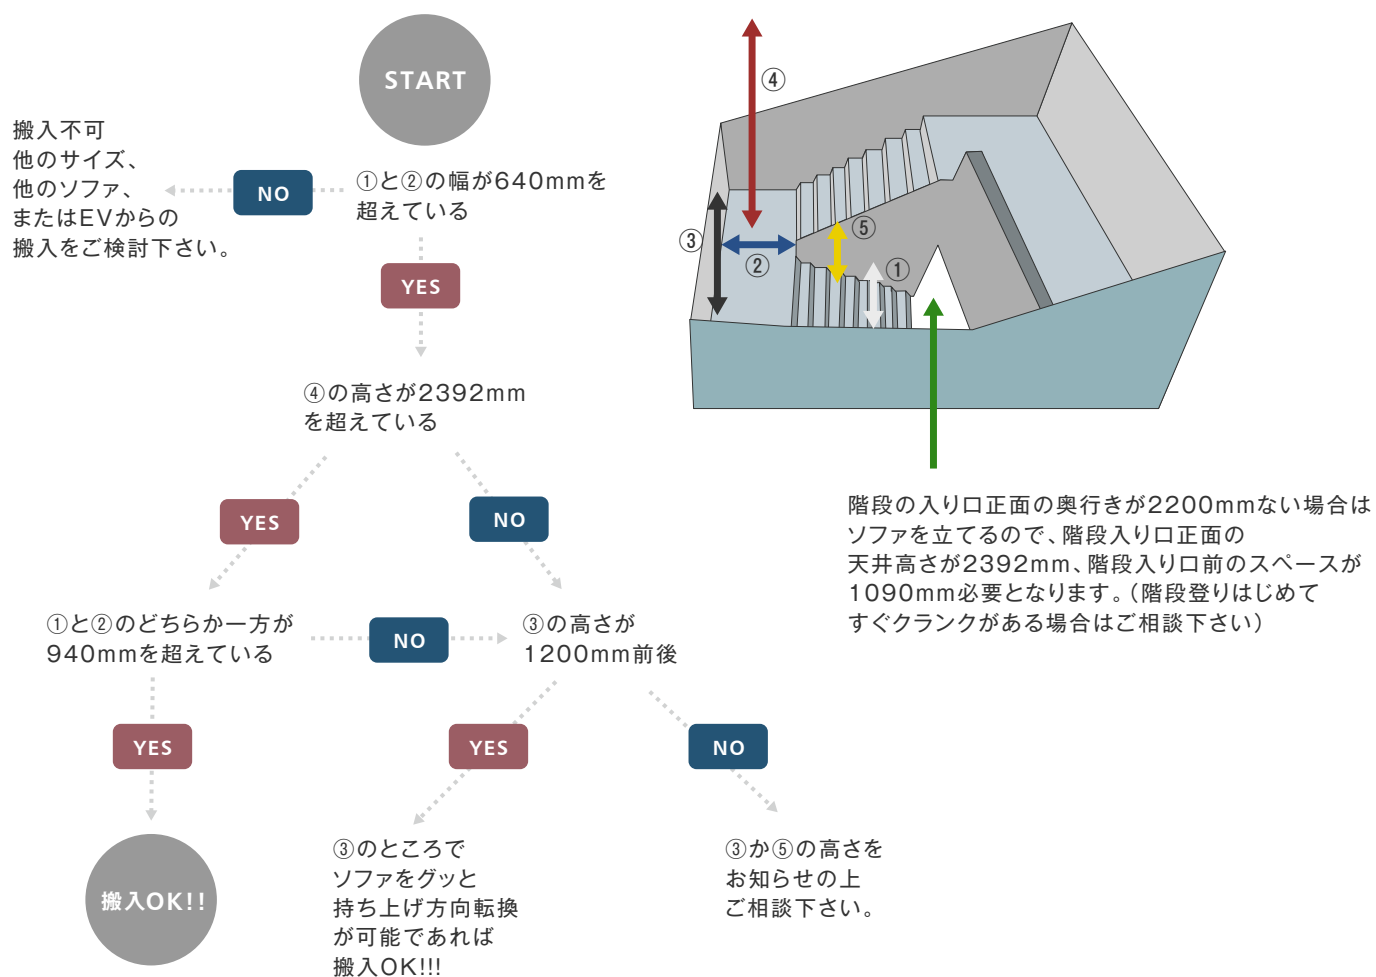 START
搬入不可
他のサイズ、
他のソファ、
またはEVからの
搬入をご検討下さい。
NO
①と②の幅が640mmを
超えている
YES
④の高さが2392mm
を超えている
YES
NO
①と②のどちらか一方が
940mmを超えている
NO
③の高さが
1200mm前後
YES
YES
NO
搬入OK!!
③のところで
ソファをグッと
持ち上げ方向転換
が可能であれば
搬入OK!!!
③か⑤の高さを
お知らせの上
ご相談下さい。
④
③
②
⑤
①
階段の入り口正面の奥行きが2200mmない場合は
ソファを立てるので、階段入り口正面の
天井高さが2392mm、階段入り口前のスペースが
1090mm必要となります。（階段登りはじめて
すぐクランクがある場合はご相談下さい）